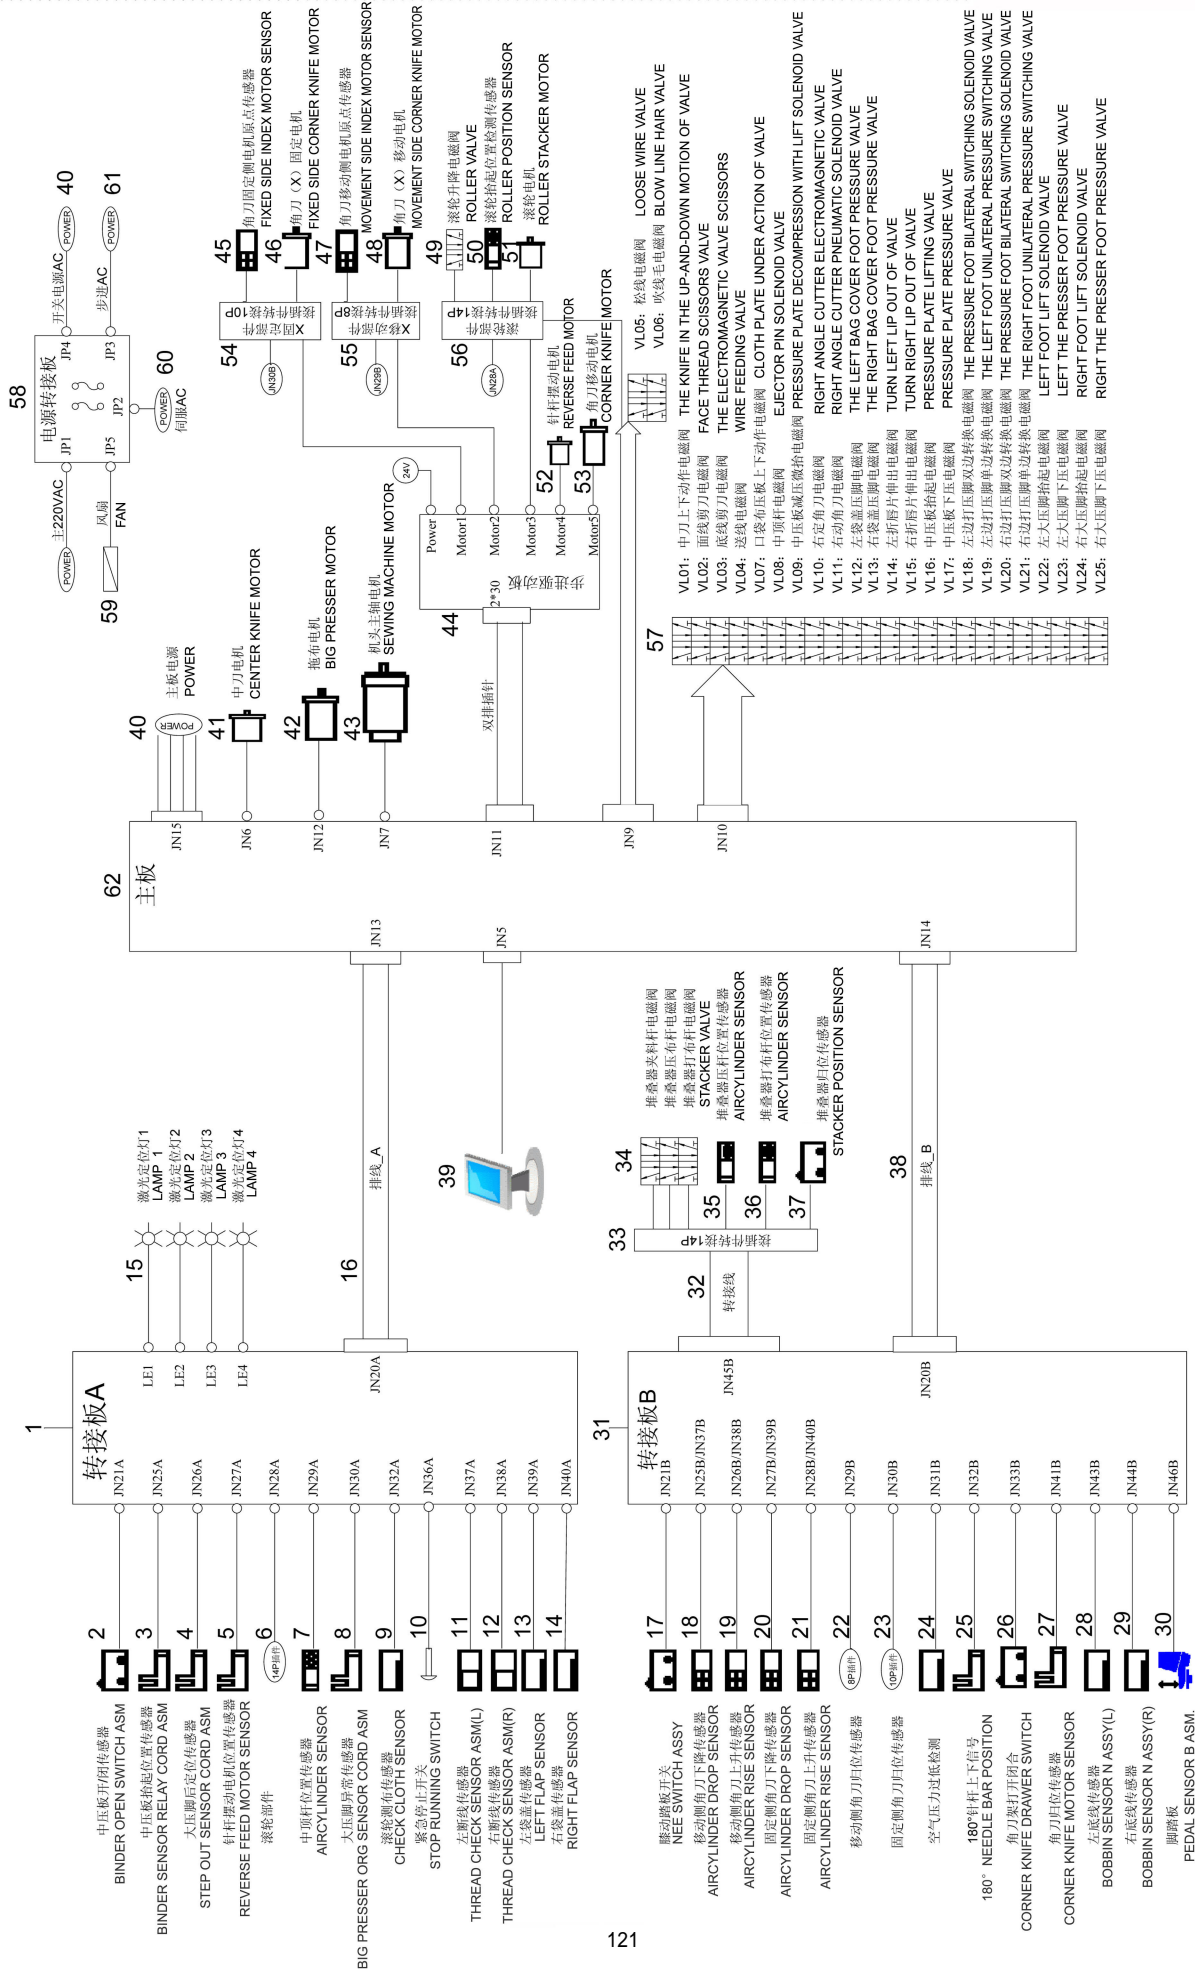 58
电源转接板
主220VAC
POWER
JP1
JP4
开关电源AC
POWER
40
风扇
FAN
59
JP5
JP2
JP3
步进AC
POWER
61
POWER
60
伺服AC
62
主板
JN15
40
POWER
主板电源
POWER
JN6
41
中刀电机
CENTER KNIFE MOTOR
JN12
42
拖布电机
BIG PRESSER MOTOR
JN7
43
机头主轴电机
SEWING MACHINE MOTOR
JN11
双排插针
JN9
JN10
JN13
JN5
JN14
44
2*30
步进驱动板
Power
24V
Motor1
Motor2
Motor3
Motor4
Motor5
54
X固定部件
接插件转接10P
JN30B
45
角刀固定侧电机原点传感器
FIXED SIDE INDEX MOTOR SENSOR
46
角刀（X）固定电机
FIXED SIDE CORNER KNIFE MOTOR
55
X移动部件
接插件转接8P
JN29B
47
角刀移动侧电机原点传感器
MOVEMENT SIDE INDEX MOTOR SENSOR
48
角刀（X）移动电机
MOVEMENT SIDE CORNER KNIFE MOTOR
56
滚轮部件
接插件转接14P
JN28A
49
滚轮升降电磁阀
ROLLER VALVE
50
滚轮抬起位置检测传感器
ROLLER POSITION SENSOR
51
滚轮电机
ROLLER STACKER MOTOR
52
针杆摆动电机
REVERSE FEED MOTOR
53
角刀移动电机
CORNER KNIFE MOTOR
VL05：松线电磁阀 LOOSE WIRE VALVE
VL06：吹线毛电磁阀 BLOW LINE HAIR VALVE
57
VL01：中刀上下动作电磁阀 THE KNIFE IN THE UP-AND-DOWN MOTION OF VALVE
VL02：面线剪刀电磁阀 FACE THREAD SCISSORS VALVE
VL03：底线剪刀电磁阀 THE ELECTROMAGNETIC VALVE SCISSORS
VL04：送线电磁阀 WIRE FEEDING VALVE
VL07：口袋布压板上下动作电磁阀 CLOTH PLATE UNDER ACTION OF VALVE
VL08：中顶杆电磁阀 EJECTOR PIN SOLENOID VALVE
VL09：中压板减压微抬电磁阀 PRESSURE PLATE DECOMPRESSION WITH LIFT SOLENOID VALVE
VL10：右定角刀电磁阀 RIGHT ANGLE CUTTER ELECTROMAGNETIC VALVE
VL11：右动角刀电磁阀 RIGHT ANGLE CUTTER PNEUMATIC SOLENOID VALVE
VL12：左袋盖压脚电磁阀 THE LEFT BAG COVER FOOT PRESSURE VALVE
VL13：右袋盖压脚电磁阀 THE RIGHT BAG COVER FOOT PRESSURE VALVE
VL14：左折唇片伸出电磁阀 TURN LEFT LIP OUT OF VALVE
VL15：右折唇片伸出电磁阀 TURN RIGHT LIP OUT OF VALVE
VL16：中压板抬起电磁阀 PRESSURE PLATE LIFTING VALVE
VL17：中压板下压电磁阀 PRESSURE PLATE PRESSURE VALVE
VL18：左边打压脚双边转换电磁阀 THE PRESSURE FOOT BILATERAL SWITCHING SOLENOID VALVE
VL19：左边打压脚单边转换电磁阀 THE LEFT FOOT UNILATERAL PRESSURE SWITCHING VALVE
VL20：右边打压脚双边转换电磁阀 THE PRESSURE FOOT BILATERAL SWITCHING SOLENOID VALVE
VL21：右边打压脚单边转换电磁阀 THE RIGHT FOOT UNILATERAL PRESSURE SWITCHING VALVE
VL22：左大压脚抬起电磁阀 LEFT FOOT LIFT SOLENOID VALVE
VL23：左大压脚下压电磁阀 LEFT THE PRESSER FOOT PRESSURE VALVE
VL24：右大压脚抬起电磁阀 RIGHT FOOT LIFT SOLENOID VALVE
VL25：右大压脚下压电磁阀 RIGHT THE PRESSER FOOT PRESSURE VALVE
1
转接板A
15
LE1
激光定位灯1
LAMP 1
LE2
激光定位灯2
LAMP 2
LE3
激光定位灯3
LAMP 3
LE4
激光定位灯4
LAMP 4
16
排线_A
JN20A
39
中压板开/闭传感器
BINDER OPEN SWITCH ASM
2
JN21A
中压板抬起位置传感器
BINDER SENSOR RELAY CORD ASM
3
JN25A
大压脚后定位传感器
STEP OUT SENSOR CORD ASM
4
JN26A
针杆摆动电机位置传感器
REVERSE FEED MOTOR SENSOR
5
JN27A
滚轮部件
6
14P插件
JN28A
中顶杆位置传感器
AIRCYLINDER SENSOR
7
JN29A
大压脚异常传感器
BIG PRESSER ORG SENSOR CORD ASM
8
JN30A
滚轮测布传感器
CHECK CLOTH SENSOR
9
JN32A
紧急停止开关
STOP RUNNING SWITCH
10
JN36A
左断线传感器
THREAD CHECK SENSOR ASM(L)
11
JN37A
右断线传感器
THREAD CHECK SENSOR ASM(R)
12
JN38A
左袋盖传感器
LEFT FLAP SENSOR
13
JN39A
右袋盖传感器
RIGHT FLAP SENSOR
14
JN40A
31
转接板B
JN45B
32
转接线
33
接插件转接14P
34
堆叠器夹料杆电磁阀
堆叠器压布杆电磁阀
堆叠器打布杆电磁阀
STACKER VALVE
35
堆叠器压杆位置传感器
AIRCYLINDER SENSOR
36
堆叠器打布杆位置传感器
AIRCYLINDER SENSOR
37
堆叠器归位传感器
STACKER POSITION SENSOR
38
排线_B
JN20B
膝动踏板开关
NEE SWITCH ASSY
17
JN21B
移动侧角刀下降传感器
AIRCYLINDER DROP SENSOR
18
JN25B/JN37B
移动侧角刀上升传感器
AIRCYLINDER RISE SENSOR
19
JN26B/JN38B
固定侧角刀下降传感器
AIRCYLINDER DROP SENSOR
20
JN27B/JN39B
固定侧角刀上升传感器
AIRCYLINDER RISE SENSOR
21
JN28B/JN40B
移动侧角刀归位传感器
22
8P插件
JN29B
固定侧角刀归位传感器
23
10P插件
JN30B
空气压力过低检测
24
JN31B
180°针杆上下信号
180° NEEDLE BAR POSITION
25
JN32B
角刀架打开闭合
CORNER KNIFE DRAWER SWITCH
26
JN33B
角刀归位传感器
CORNER KNIFE MOTOR SENSOR
27
JN41B
左底线传感器
BOBBIN SENSOR N ASSY(L)
28
JN43B
右底线传感器
BOBBIN SENSOR N ASSY(R)
29
JN44B
脚踏板
PEDAL SENSOR B ASM.
30
JN46B
121